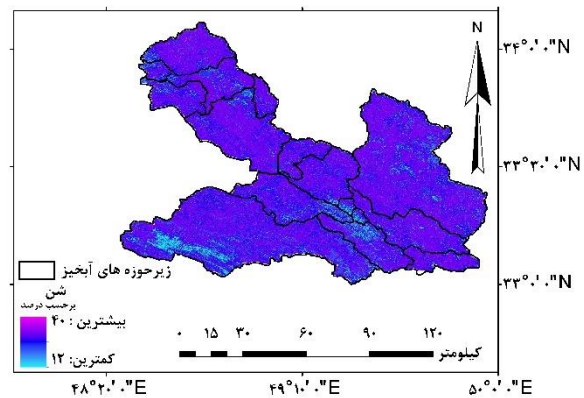 N
۳۴°۰'۰"N
۳۳°۳۰'۰"N
۳۳°۰'۰"N
زیرحوزه های آبخیز
شن
برحسب درصد
بیشترین : ۴۰
کمترین: ۱۲
۰ ۱۵ ۳۰ ۶۰ ۹۰ ۱۲۰
کیلومتر
۴۸°۲۰'۰"E ۴۹°۱۰'۰"E ۵۰°۰'۰"E